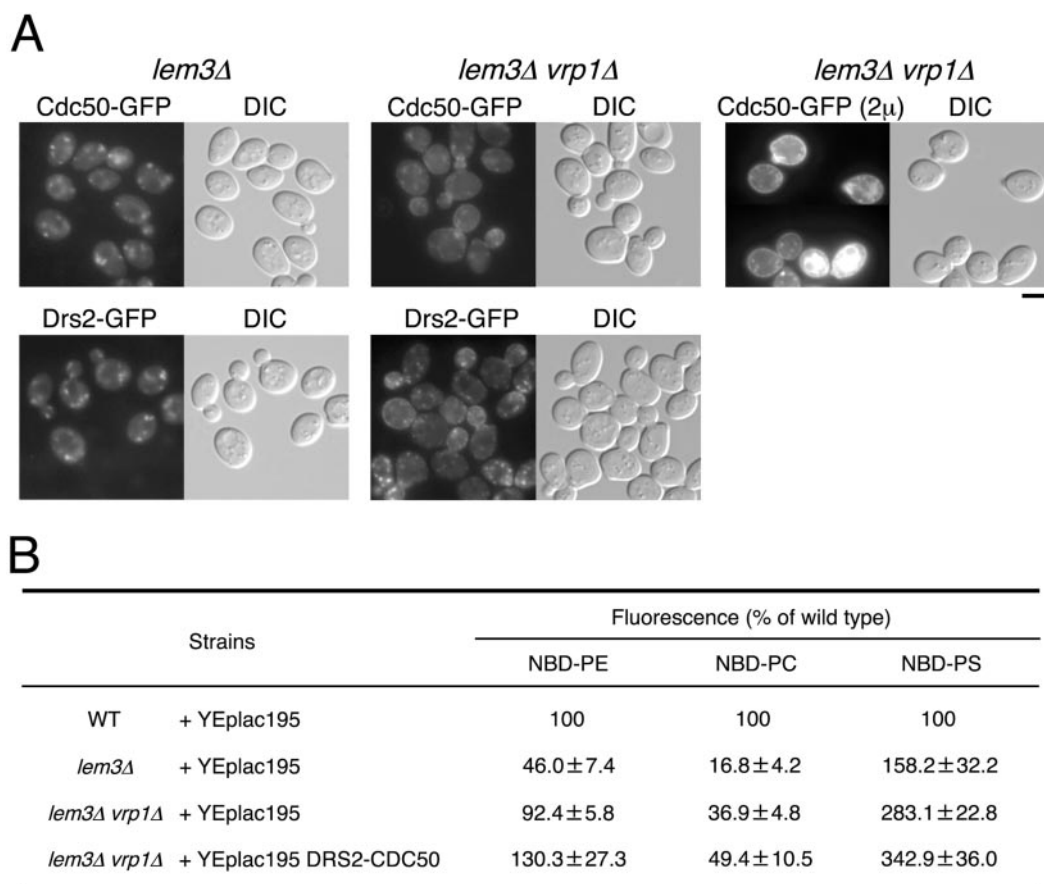 A
lem3Δ lem3Δ vrp1Δ lem3Δ vrp1Δ
Cdc50-GFP DIC Cdc50-GFP DIC Cdc50-GFP (2μ) DIC
Drs2-GFP DIC Drs2-GFP DIC
B
Fluorescence (% of wild type)
Strains
NBD-PE NBD-PC NBD-PS
WT + YEplac195 100 100 100
lem3Δ + YEplac195 46.0±7.4 16.8±4.2 158.2±32.2
lem3Δ vrp1Δ + YEplac195 92.4±5.8 36.9±4.8 283.1±22.8
lem3Δ vrp1Δ + YEplac195 DRS2-CDC50 130.3±27.3 49.4±10.5 342.9±36.0